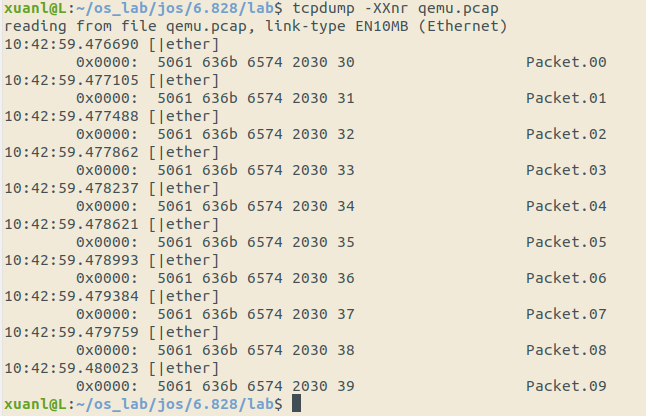 xuanl@L:~/os_lab/jos/6.828/lab$ tcpdump -XXnr qemu.pcap
reading from file qemu.pcap, link-type EN10MB (Ethernet)
10:42:59.476690 [|ether]
        0x0000:  5061 636b 6574 2030 30                   Packet.00
10:42:59.477105 [|ether]
        0x0000:  5061 636b 6574 2030 31                   Packet.01
10:42:59.477488 [|ether]
        0x0000:  5061 636b 6574 2030 32                   Packet.02
10:42:59.477862 [|ether]
        0x0000:  5061 636b 6574 2030 33                   Packet.03
10:42:59.478237 [|ether]
        0x0000:  5061 636b 6574 2030 34                   Packet.04
10:42:59.478621 [|ether]
        0x0000:  5061 636b 6574 2030 35                   Packet.05
10:42:59.478993 [|ether]
        0x0000:  5061 636b 6574 2030 36                   Packet.06
10:42:59.479384 [|ether]
        0x0000:  5061 636b 6574 2030 37                   Packet.07
10:42:59.479759 [|ether]
        0x0000:  5061 636b 6574 2030 38                   Packet.08
10:42:59.480023 [|ether]
        0x0000:  5061 636b 6574 2030 39                   Packet.09
xuanl@L:~/os_lab/jos/6.828/lab$